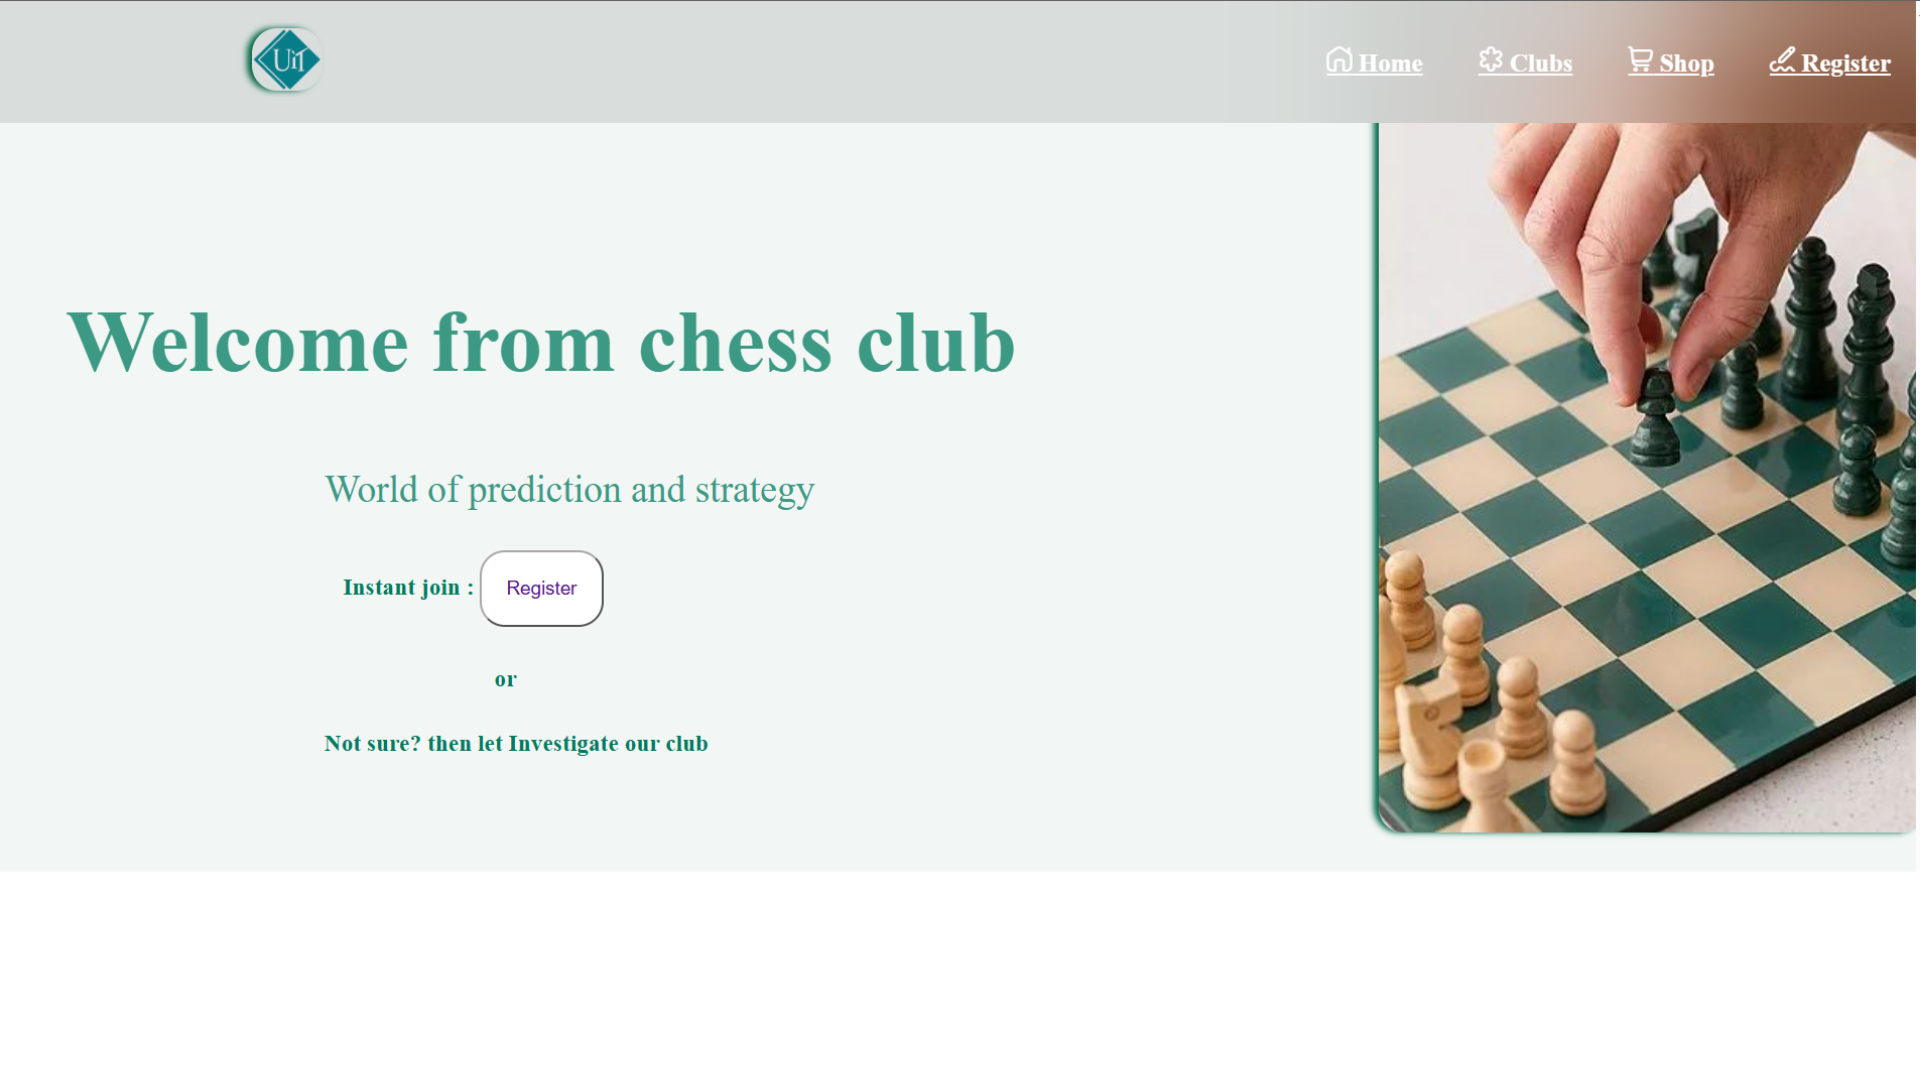 UiT
Home Clubs Shop Register
Welcome from chess club
World of prediction and strategy
Instant join : Register
or
Not sure? then let Investigate our club